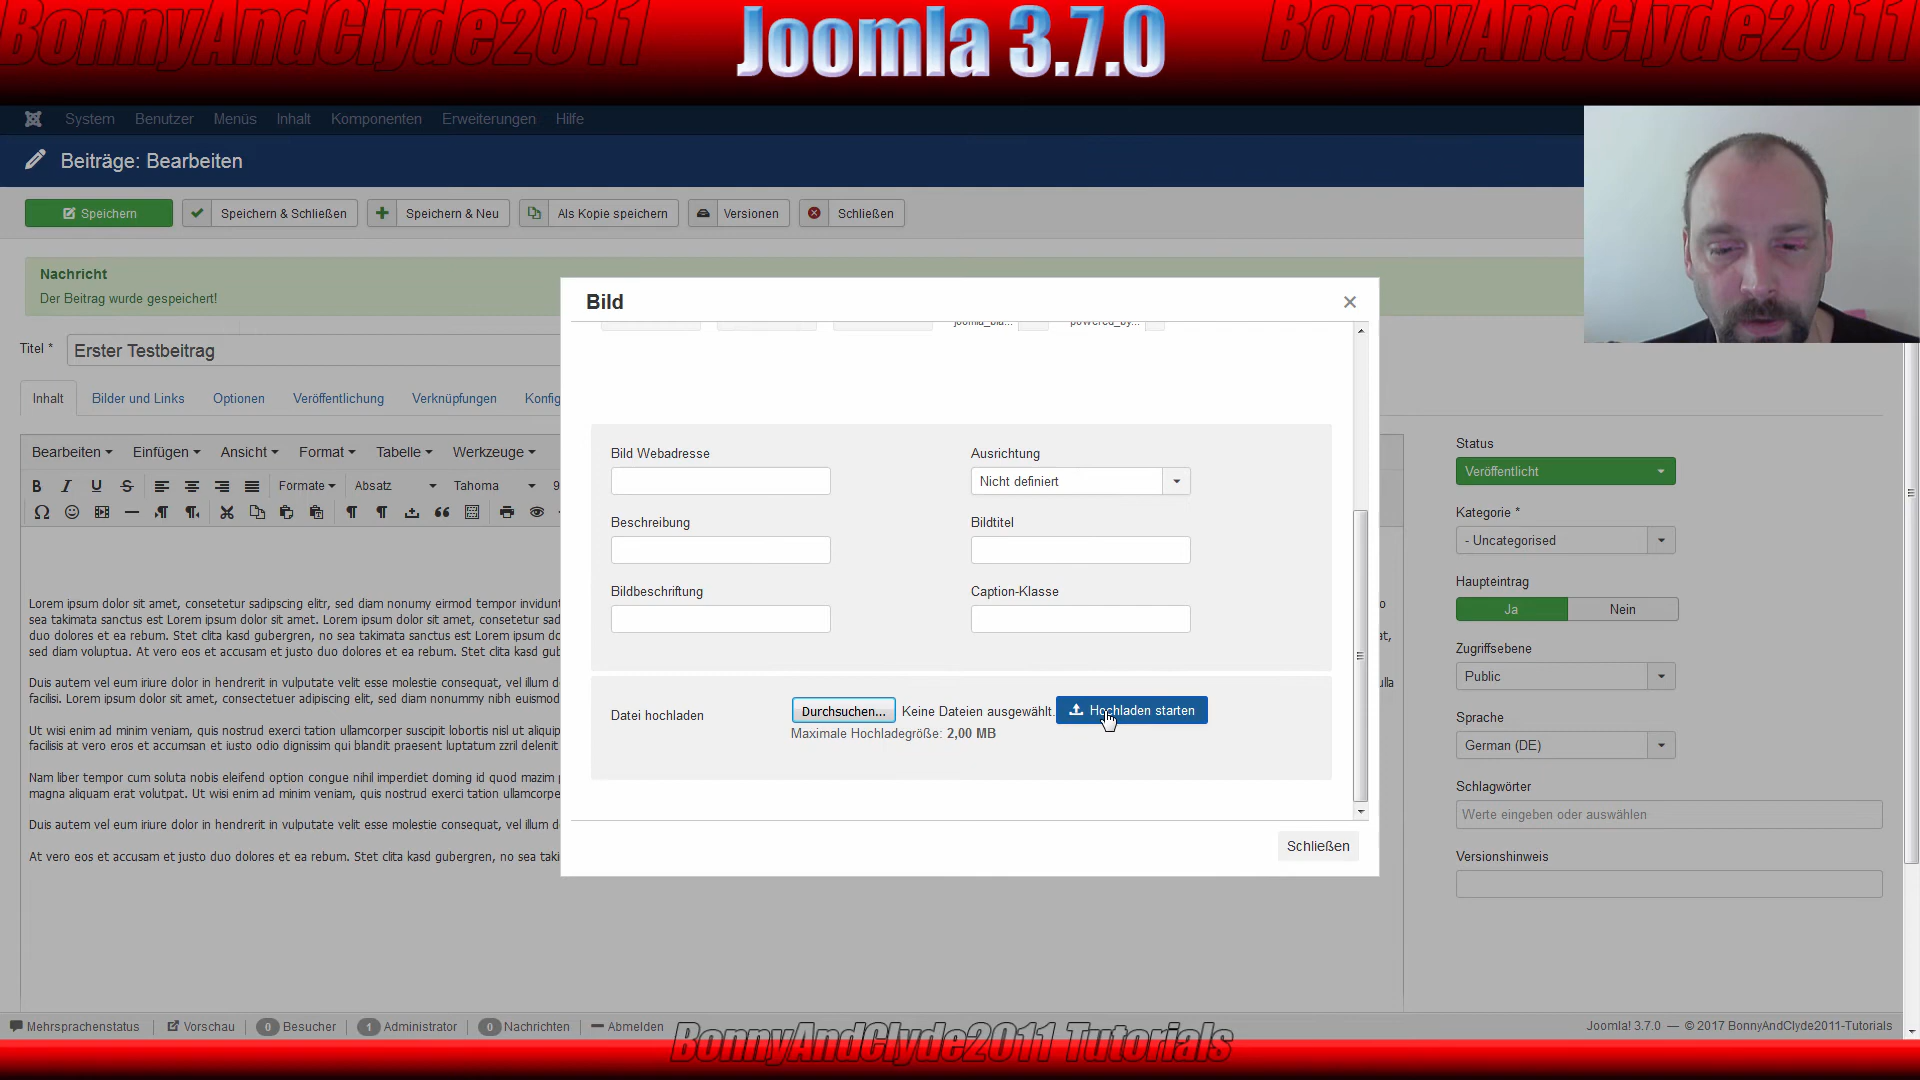 BonnyAndClyde2011
Joomla 3.7.0
BonnyAndClyde2011
System Benutzer Menüs Inhalt Komponenten Erweiterungen Hilfe
Beiträge: Bearbeiten
Speichern
Speichern & Schließen
Speichern & Neu
Als Kopie speichern
Versionen
Schließen
Nachricht
Der Beitrag wurde gespeichert!
Titel *
Erster Testbeitrag
Inhalt Bilder und Links Optionen Veröffentlichung Verknüpfungen Konfig
Bearbeiten Einfügen Ansicht Format Tabelle Werkzeuge
Formate Absatz Tahoma 9
Lorem ipsum dolor sit amet, consetetur sadipscing elitr, sed diam nonumy eirmod tempor invidunt
sea takimata sanctus est Lorem ipsum dolor sit amet. Lorem ipsum dolor sit amet, consetetur
duo dolores et ea rebum. Stet clita kasd gubergren, no sea takimata sanctus est Lorem ipsum
sed diam voluptua. At vero eos et accusam et justo duo dolores et ea rebum. Stet clita kasd
Duis autem vel eum iriure dolor in hendrerit in vulputate velit esse molestie consequat, vel illum
facilisi. Lorem ipsum dolor sit amet, consectetuer adipiscing elit, sed diam nonummy nibh euismod
Ut wisi enim ad minim veniam, quis nostrud exerci tation ullamcorper suscipit lobortis nisl ut aliquip
facilisis at vero eros et accumsan et iusto odio dignissim qui blandit praesent luptatum zzril delenit
Nam liber tempor cum soluta nobis eleifend option congue nihil imperdiet doming id quod mazim
magna aliquam erat volutpat. Ut wisi enim ad minim veniam, quis nostrud exerci tation ullamcorper
Duis autem vel eum iriure dolor in hendrerit in vulputate velit esse molestie consequat, vel illum
At vero eos et accusam et justo duo dolores et ea rebum. Stet clita kasd gubergren, no sea
Bild
joomla_bla... powered_by...
Bild Webadresse
Ausrichtung
Nicht definiert
Beschreibung
Bildtitel
Bildbeschriftung
Caption-Klasse
Datei hochladen
Durchsuchen... Keine Dateien ausgewählt.
Hochladen starten
Maximale Hochladegröße: 2,00 MB
Schließen
Status
Veröffentlicht
Kategorie *
- Uncategorised
Haupteintrag
Ja Nein
Zugriffsebene
Public
Sprache
German (DE)
Schlagwörter
Werte eingeben oder auswählen
Versionshinweis
Mehrsprachenstatus Vorschau 0 Besucher 1 Administrator 0 Nachrichten Abmelden
Joomla! 3.7.0 — © 2017 BonnyAndClyde2011-Tutorials
BonnyAndClyde2011 Tutorials